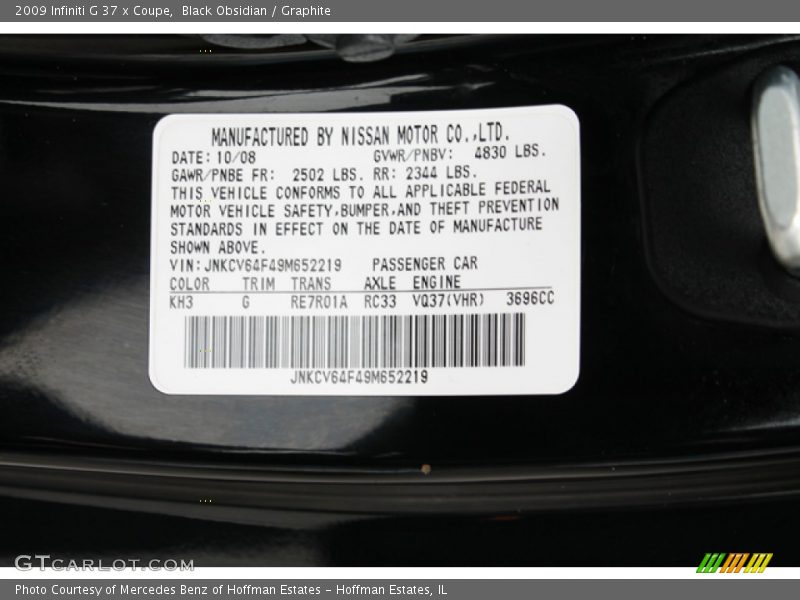 2009 Infiniti G 37 x Coupe,  Black Obsidian / Graphite
MANUFACTURED BY NISSAN MOTOR CO.,LTD.
DATE: 10/08 GVWR/PNBV: 4830 LBS.
GAWR/PNBE FR: 2502 LBS. RR: 2344 LBS.
THIS VEHICLE CONFORMS TO ALL APPLICABLE FEDERAL
MOTOR VEHICLE SAFETY,BUMPER,AND THEFT PREVENTION
STANDARDS IN EFFECT ON THE DATE OF MANUFACTURE
SHOWN ABOVE.
VIN: JNKCV64F49M652219 PASSENGER CAR
COLOR TRIM TRANS AXLE ENGINE
KH3 G RE7R01A RC33 VQ37(VHR) 3696CC
JNKCV64F49M652219
GTCARLOT.COM
Photo Courtesy of Mercedes Benz of Hoffman Estates - Hoffman Estates, IL